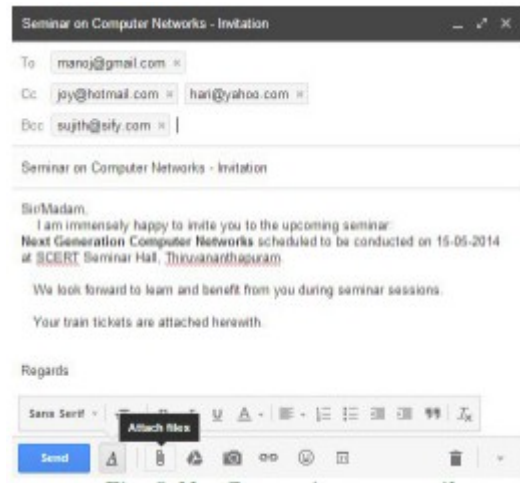 Seminar on Computer Networks - Invitation
To manoj@gmail.com ×
Cc joy@hotmail.com × hari@yahoo.com ×
Bcc sujith@sify.com ×
Seminar on Computer Networks - Invitation
Sir/Madam,
I am immensely happy to invite you to the upcoming seminar:
Next Generation Computer Networks scheduled to be conducted on 15-05-2014
at SCERT Seminar Hall, Thiruvananthapuram.
We look forward to learn and benefit from you during seminar sessions.
Your train tickets are attached herewith.
Regards
Sans Serif
Attach files
Send